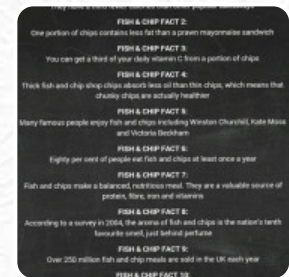 FISH & CHIP FACT 2:
One portion of chips contains less fat than a prawn mayonnaise sandwich
FISH & CHIP FACT 3:
You can get a third of your daily vitamin C from a portion of chips
FISH & CHIP FACT 4:
Thick fish and chip shop chips absorb less oil than thin chips, which means that
chunky chips are actually healthier
FISH & CHIP FACT 5:
Many famous people enjoy fish and chips including Winston Churchill, Kate Moss
and Victoria Beckham
FISH & CHIP FACT 6:
Eighty per cent of people eat fish and chips at least once a year
FISH & CHIP FACT 7:
Fish and chips make a balanced, nutritious meal. They are a valuable source of
protein, fibre, iron and vitamins
FISH & CHIP FACT 8:
According to a survey in 2004, the aroma of fish and chips is the nation's tenth
favourite smell, just behind perfume
FISH & CHIP FACT 9:
Over 250 million fish and chip meals are sold in the UK each year
FISH & CHIP FACT 10: